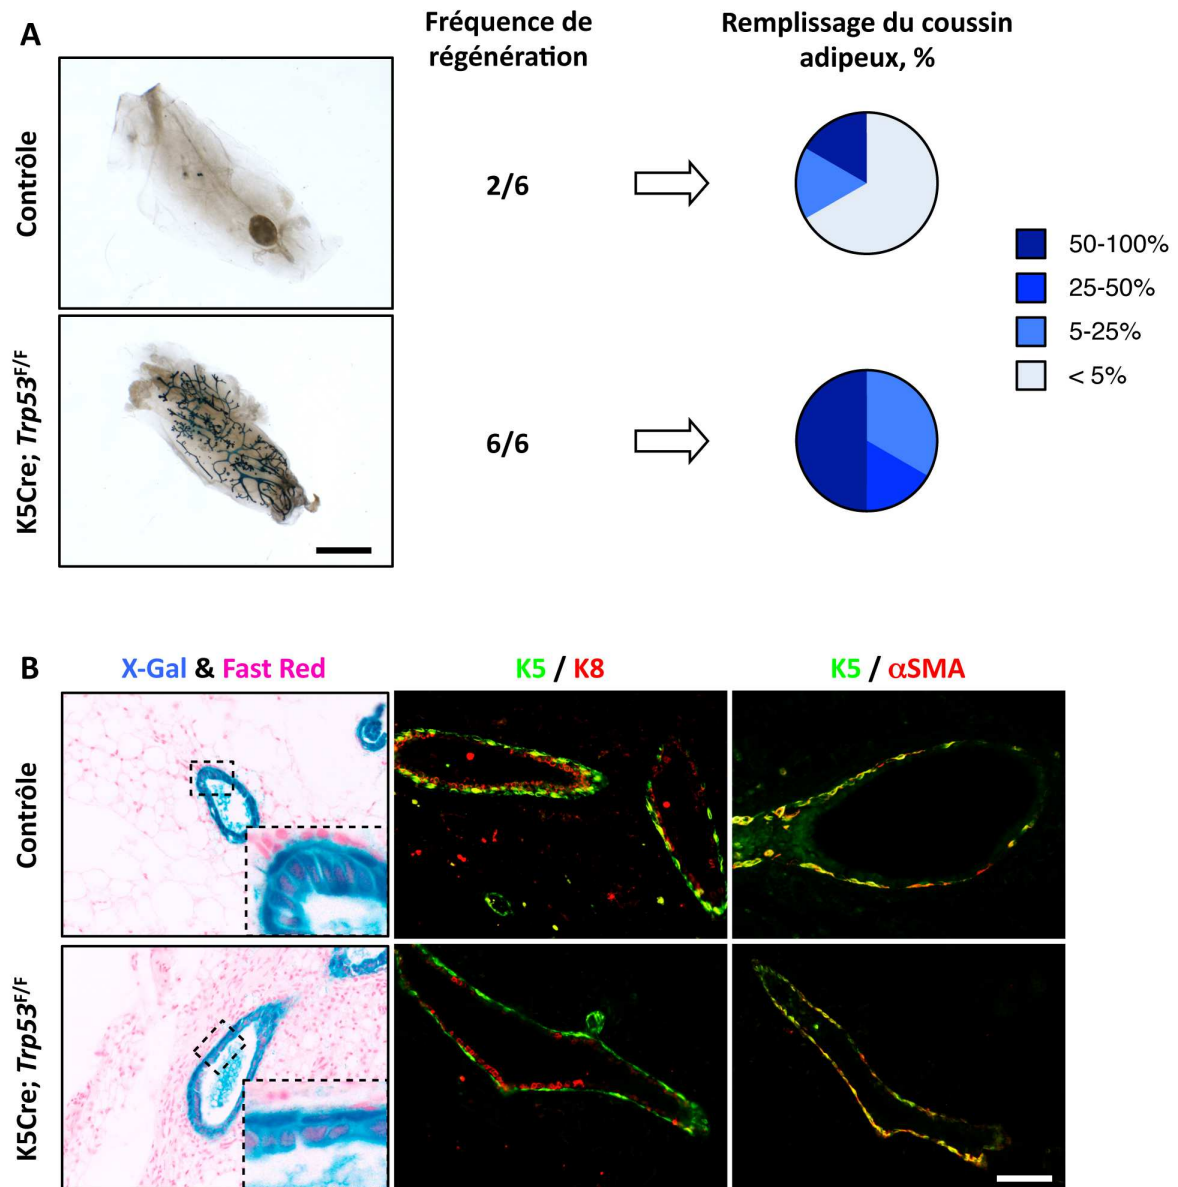 A
Fréquence de
régénération
Remplissage du coussin
adipeux, %
Contrôle
2/6
50-100%
25-50%
5-25%
< 5%
K5Cre; Trp53F/F
6/6
B
X-Gal & Fast Red
K5 / K8
K5 / αSMA
Contrôle
K5Cre; Trp53F/F